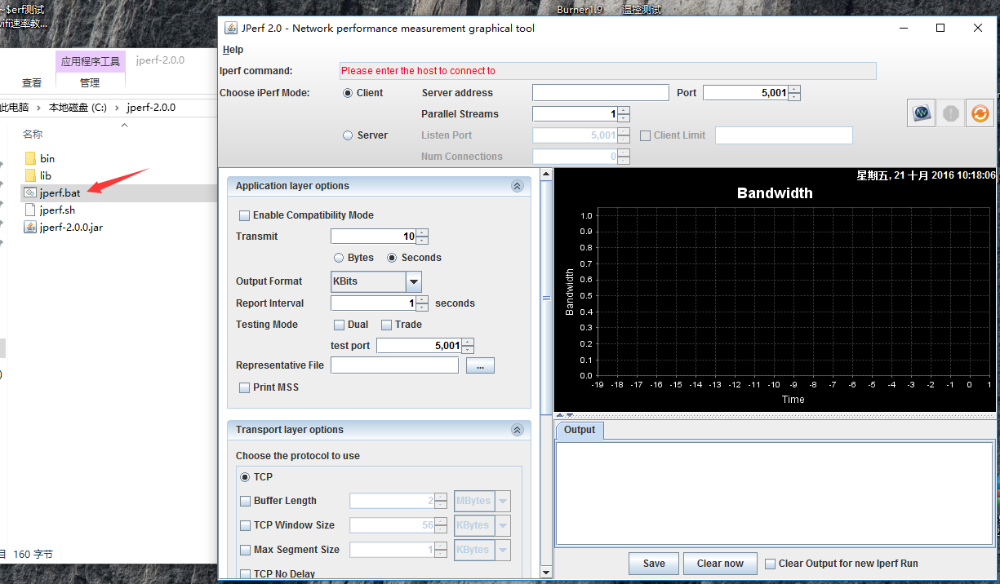 ~$erf测试
wifi速率教...
Burner1.9 温控测试
应用程序工具 jperf-2.0.0
查看 管理
此电脑 › 本地磁盘 (C:) › jperf-2.0.0
名称
bin
lib
jperf.bat
jperf.sh
jperf-2.0.0.jar
160 字节
JPerf 2.0 - Network performance measurement graphical tool
Help
Iperf command: Please enter the host to connect to
Choose iPerf Mode: Client Server address Port 5,001
Parallel Streams 1
Server Listen Port 5,001 Client Limit
Num Connections 0
Application layer options
Enable Compatibility Mode
Transmit 10
Bytes Seconds
Output Format KBits
Report Interval 1 seconds
Testing Mode Dual Trade
test port 5,001
Representative File ...
Print MSS
Transport layer options
Choose the protocol to use
TCP
Buffer Length 2 MBytes
TCP Window Size 56 KBytes
Max Segment Size 1 KBytes
TCP No Delay
星期五, 21 十月 2016 10:18:06
Bandwidth
1.0
0.9
0.8
0.7
0.6
0.5
0.4
0.3
0.2
0.1
0.0
Bandwidth
-19 -18 -17 -16 -15 -14 -13 -12 -11 -10 -9 -8 -7 -6 -5 -4 -3 -2 -1 0 1
Time
Output
Save Clear now Clear Output for new Iperf Run